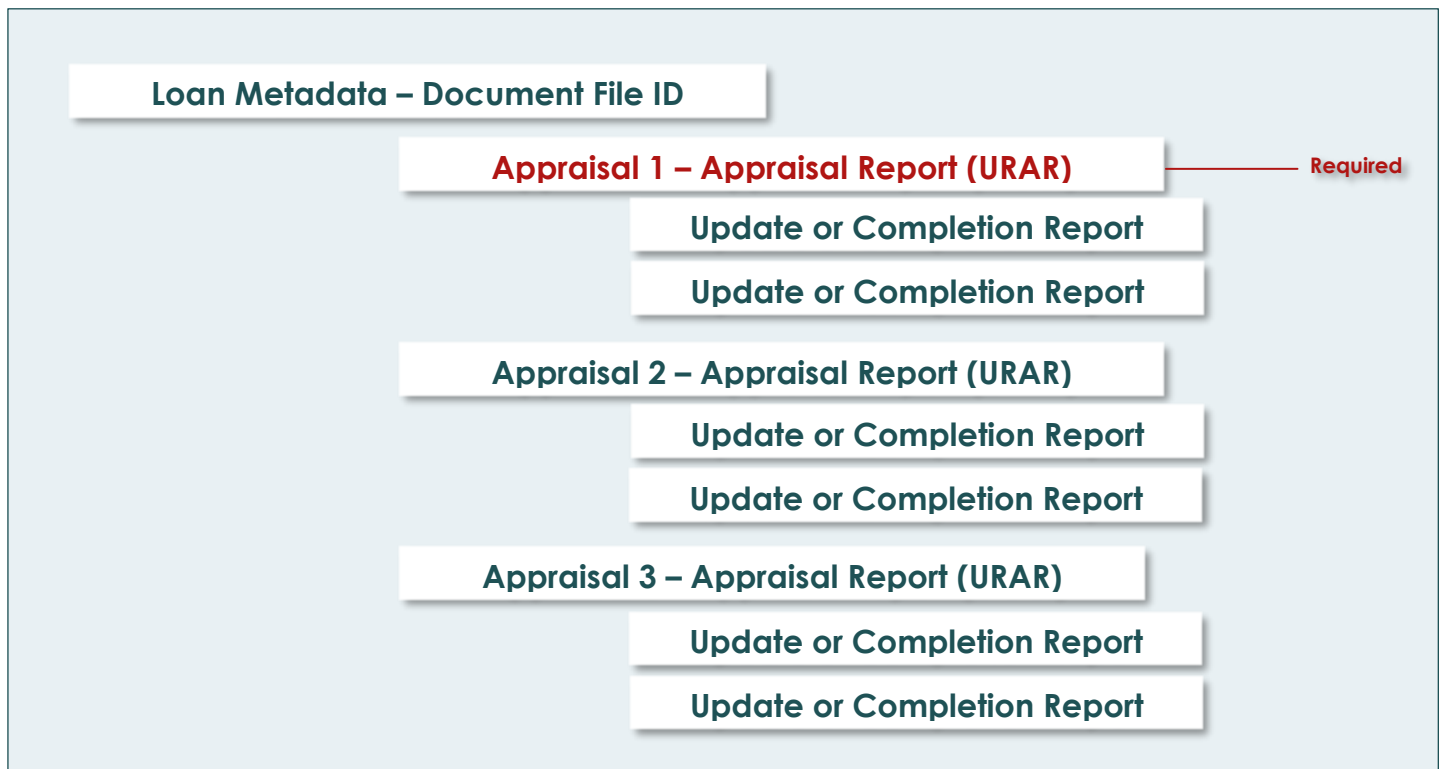 Loan Metadata – Document File ID
Appraisal 1 – Appraisal Report (URAR)
Required
Update or Completion Report
Update or Completion Report
Appraisal 2 – Appraisal Report (URAR)
Update or Completion Report
Update or Completion Report
Appraisal 3 – Appraisal Report (URAR)
Update or Completion Report
Update or Completion Report